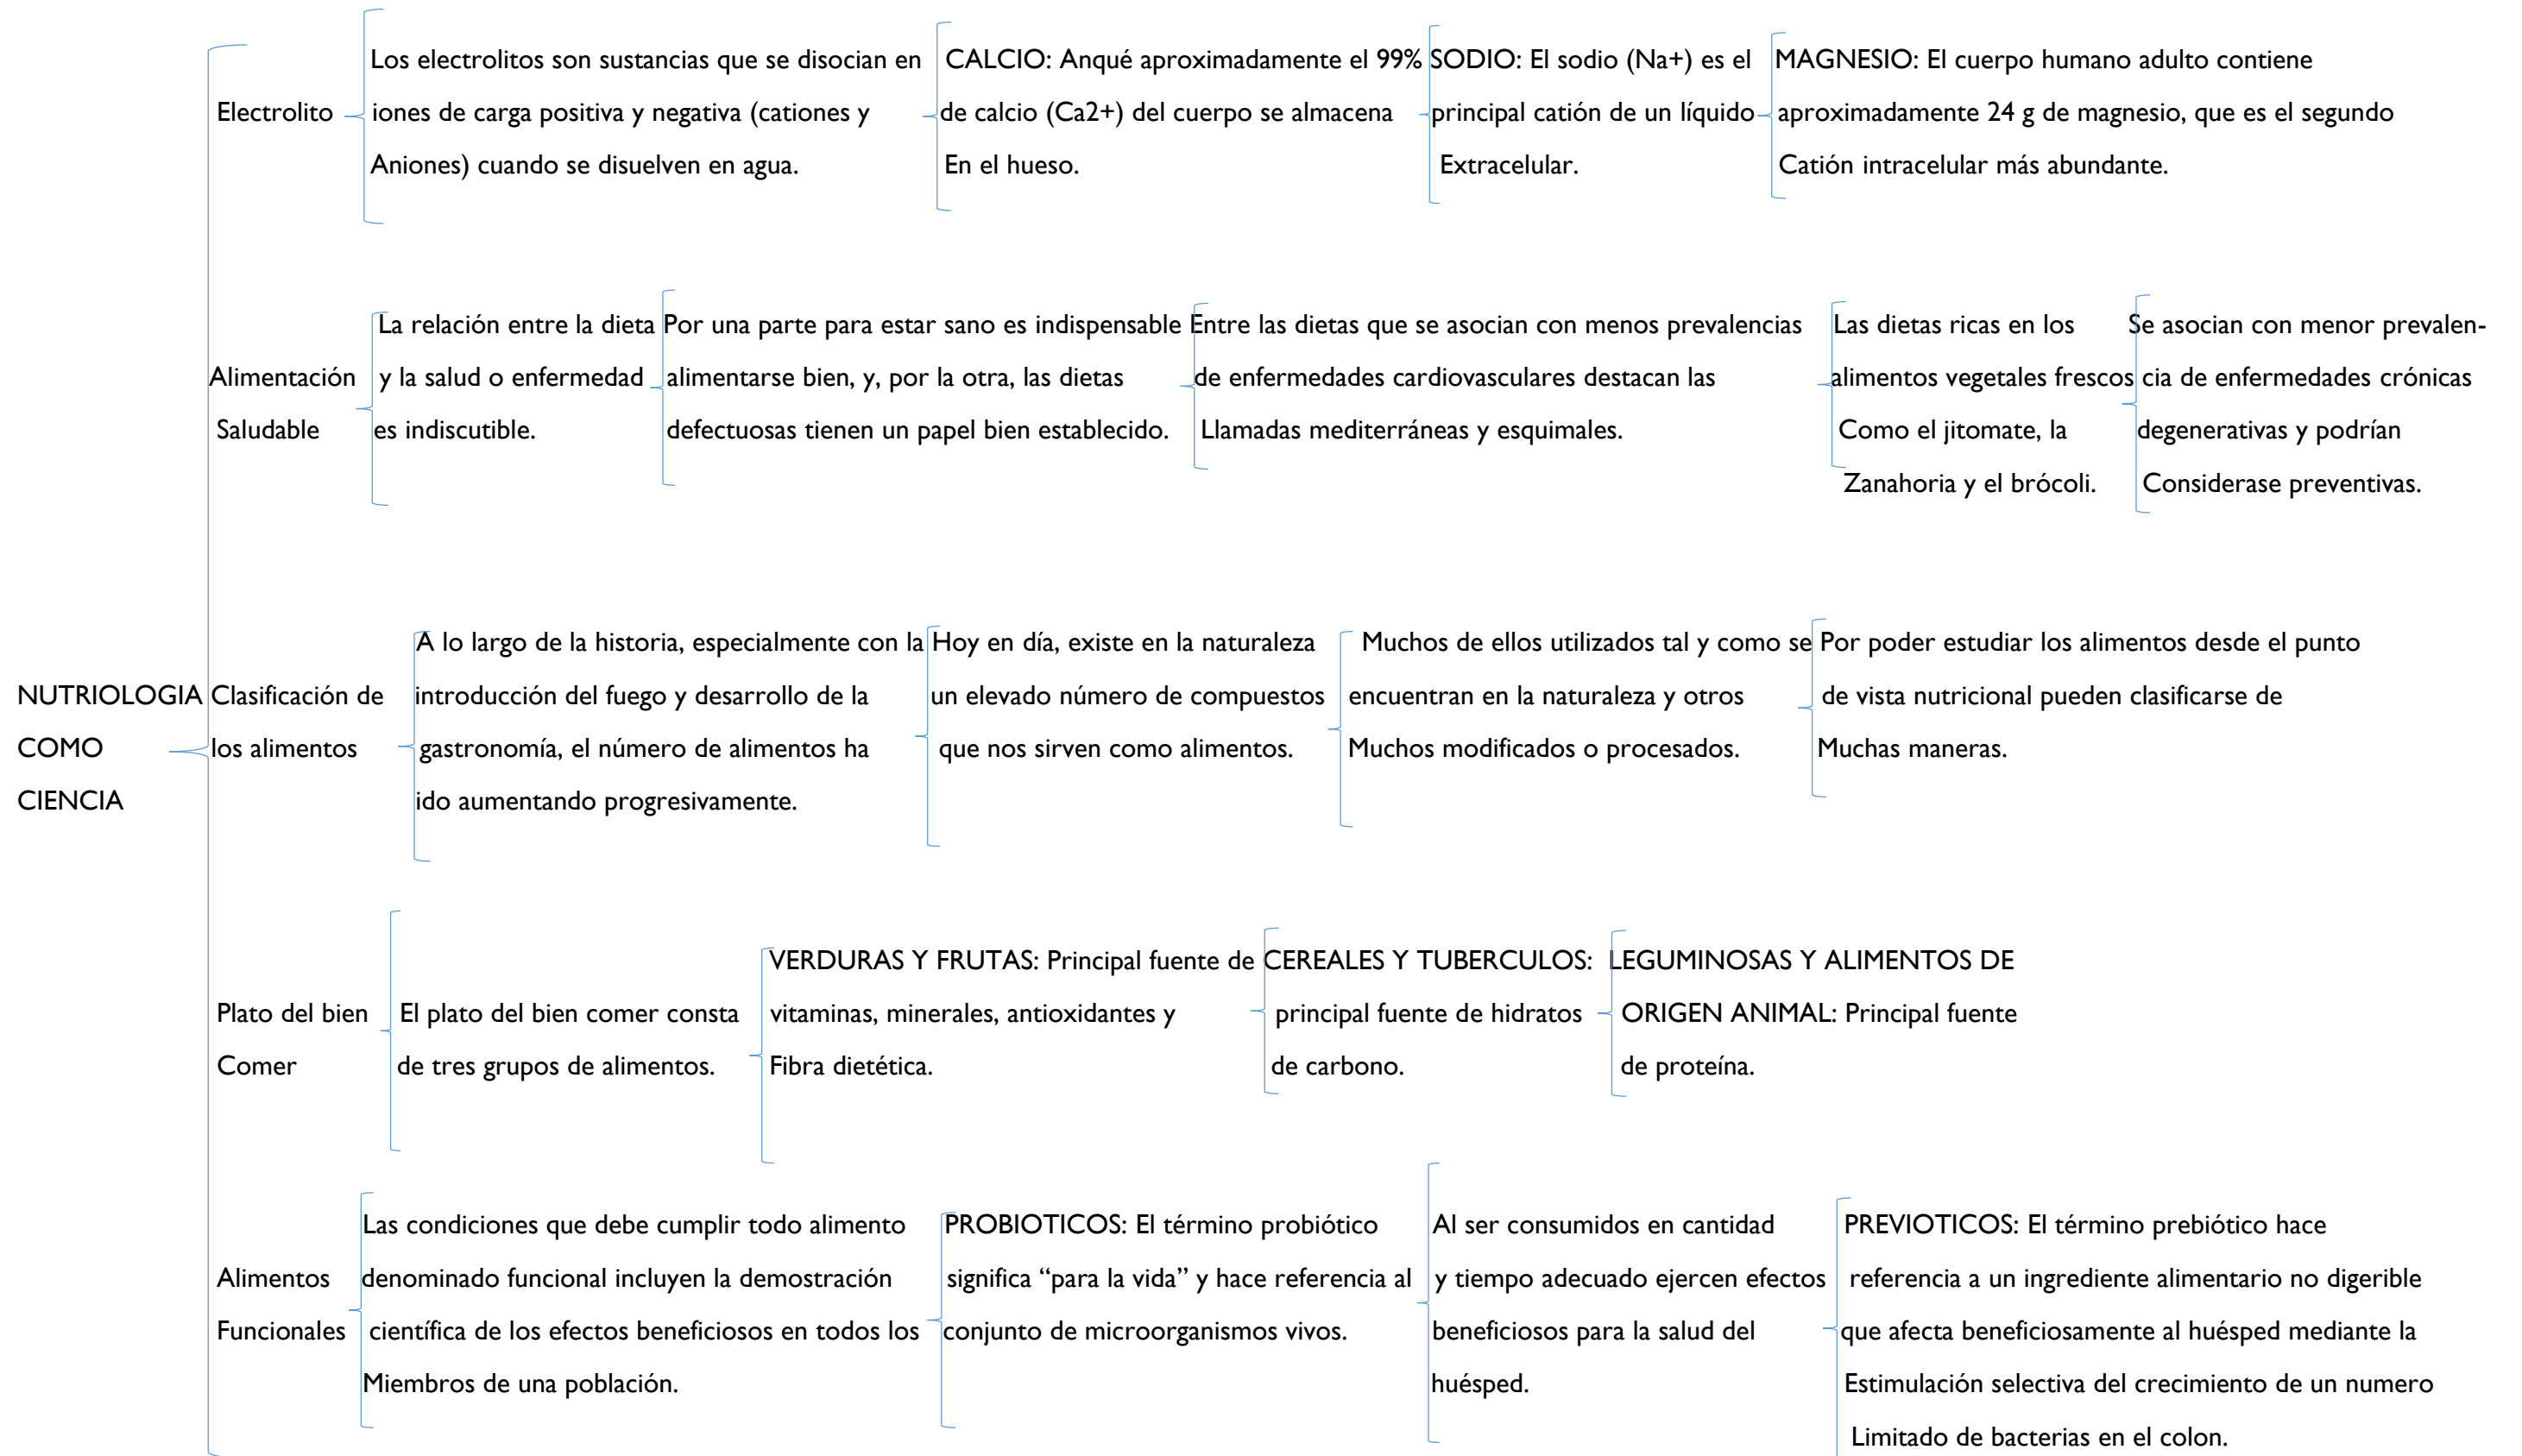 Los electrolitos son sustancias que se disocian en
iones de carga positiva y negativa (cationes y
Aniones) cuando se disuelven en agua.
Electrolito
CALCIO: Anqué aproximadamente el 99%
de calcio (Ca2+) del cuerpo se almacena
En el hueso.
SODIO: El sodio (Na+) es el
principal catión de un líquido
Extracelular.
MAGNESIO: El cuerpo humano adulto contiene
aproximadamente 24 g de magnesio, que es el segundo
Catión intracelular más abundante.
Alimentación
Saludable
La relación entre la dieta
y la salud o enfermedad
es indiscutible.
Por una parte para estar sano es indispensable
alimentarse bien, y, por la otra, las dietas
defectuosas tienen un papel bien establecido.
Entre las dietas que se asocian con menos prevalencias
de enfermedades cardiovasculares destacan las
Llamadas mediterráneas y esquimales.
Las dietas ricas en los
alimentos vegetales frescos
Como el jitomate, la
Zanahoria y el brócoli.
Se asocian con menor prevalen-
cia de enfermedades crónicas
degenerativas y podrían
Considerase preventivas.
NUTRIOLOGIA
COMO
CIENCIA
Clasificación de
los alimentos
A lo largo de la historia, especialmente con la
introducción del fuego y desarrollo de la
gastronomía, el número de alimentos ha
ido aumentando progresivamente.
Hoy en día, existe en la naturaleza
un elevado número de compuestos
que nos sirven como alimentos.
Muchos de ellos utilizados tal y como se
encuentran en la naturaleza y otros
Muchos modificados o procesados.
Por poder estudiar los alimentos desde el punto
de vista nutricional pueden clasificarse de
Muchas maneras.
Plato del bien
Comer
El plato del bien comer consta
de tres grupos de alimentos.
VERDURAS Y FRUTAS: Principal fuente de
vitaminas, minerales, antioxidantes y
Fibra dietética.
CEREALES Y TUBERCULOS:
principal fuente de hidratos
de carbono.
LEGUMINOSAS Y ALIMENTOS DE
ORIGEN ANIMAL: Principal fuente
de proteína.
Alimentos
Funcionales
Las condiciones que debe cumplir todo alimento
denominado funcional incluyen la demostración
científica de los efectos beneficiosos en todos los
Miembros de una población.
PROBIOTICOS: El término probiótico
significa “para la vida” y hace referencia al
conjunto de microorganismos vivos.
Al ser consumidos en cantidad
y tiempo adecuado ejercen efectos
beneficiosos para la salud del
huésped.
PREVIOTICOS: El término prebiótico hace
referencia a un ingrediente alimentario no digerible
que afecta beneficiosamente al huésped mediante la
Estimulación selectiva del crecimiento de un numero
Limitado de bacterias en el colon.